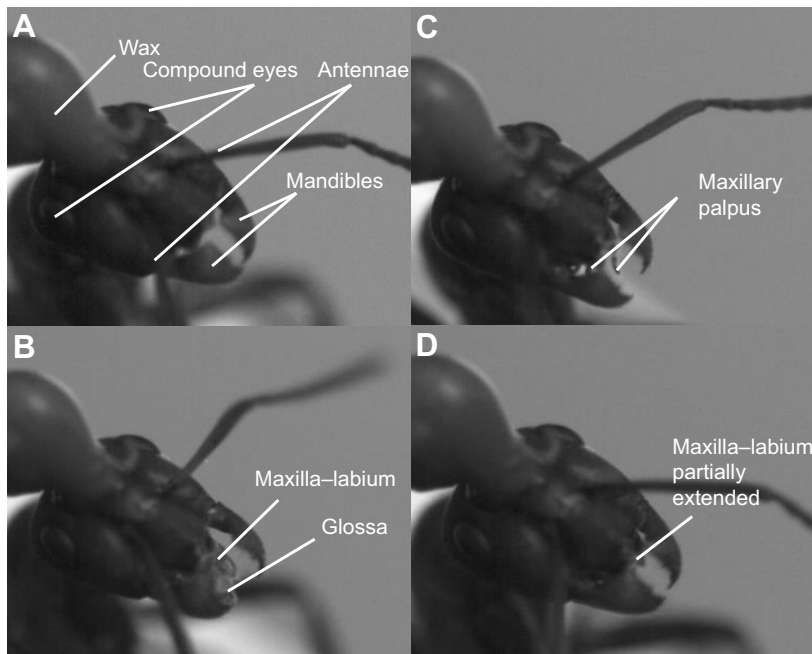 A
Wax
Compound eyes
Antennae
Mandibles
C
Maxillary
palpus
B
Maxilla–labium
Glossa
D
Maxilla–labium
partially
extended